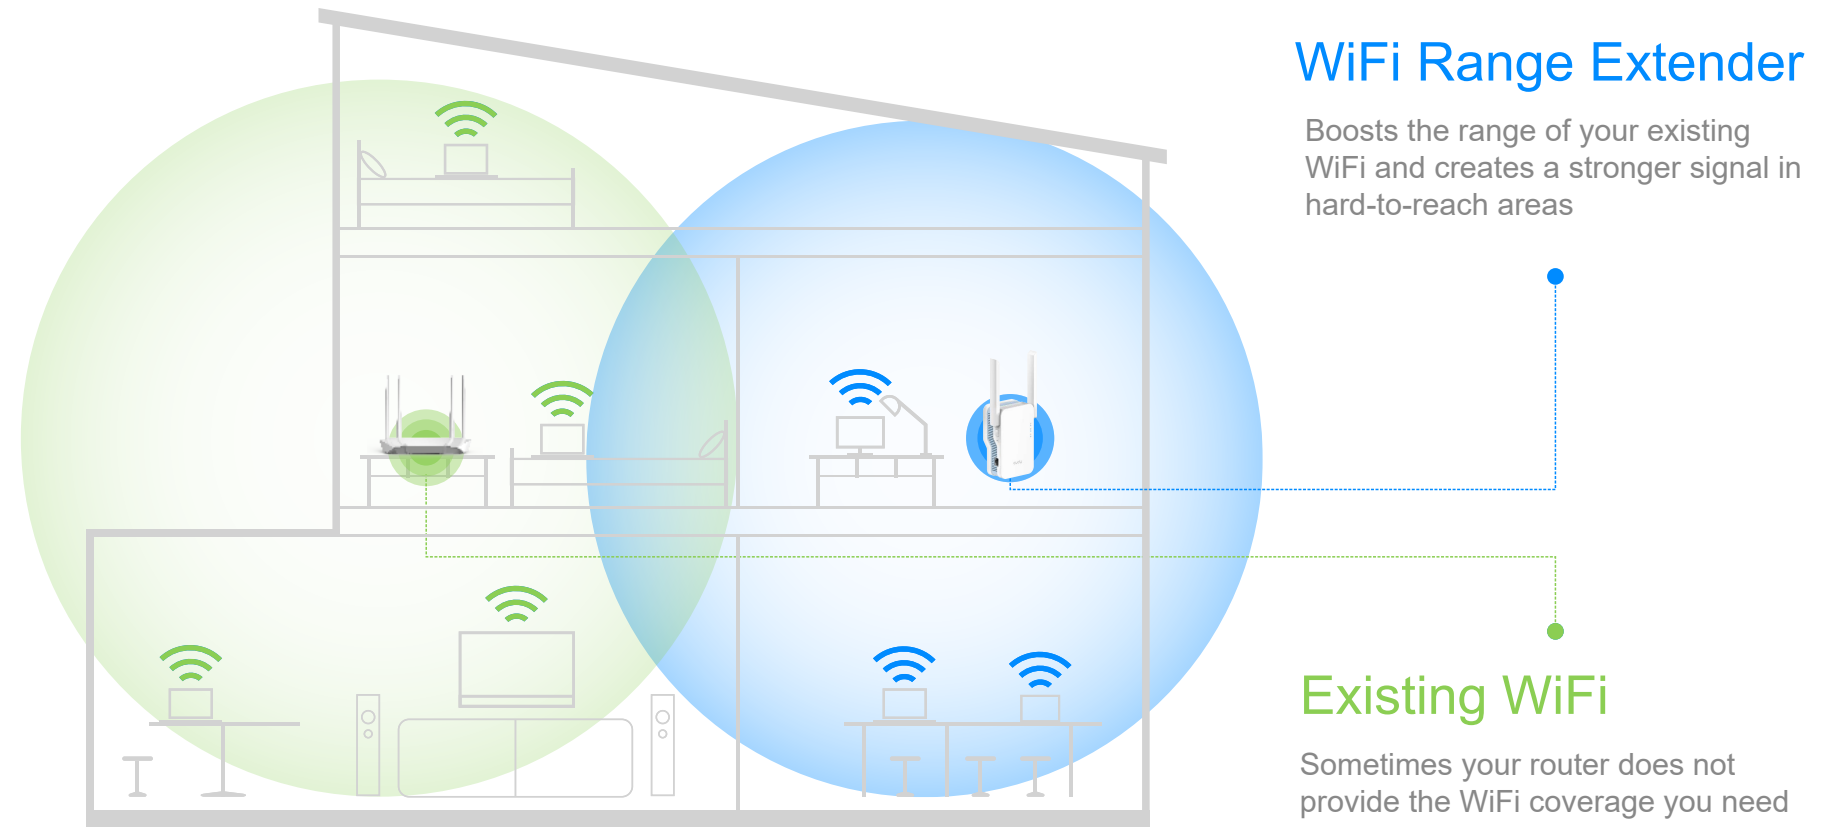 WiFi Range Extender
Boosts the range of your existing
WiFi and creates a stronger signal in
hard-to-reach areas
Existing WiFi
Sometimes your router does not
provide the WiFi coverage you need